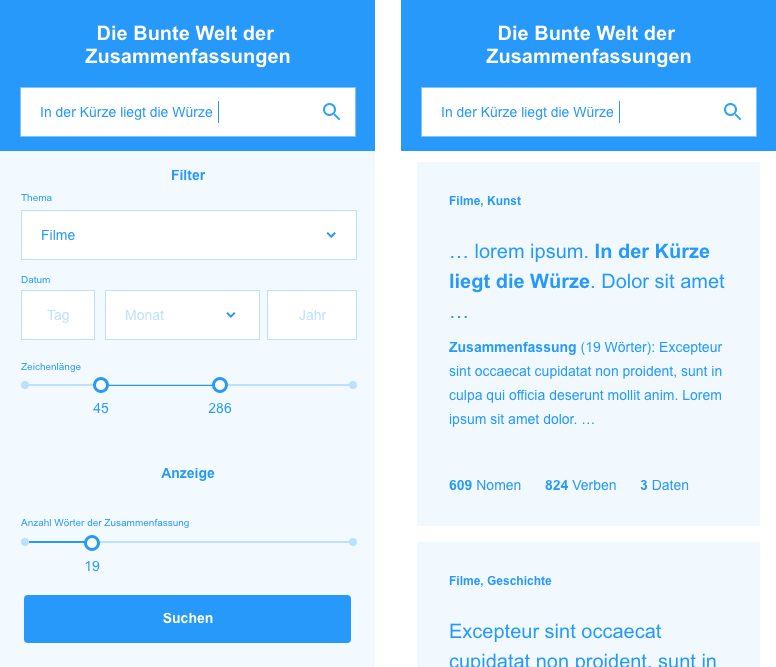 Die Bunte Welt der
Zusammenfassungen
In der Kürze liegt die Würze
Filter
Thema
Filme
Datum
Tag
Monat
Jahr
Zeichenlänge
45
286
Anzeige
Anzahl Wörter der Zusammenfassung
19
Suchen
Die Bunte Welt der
Zusammenfassungen
In der Kürze liegt die Würze
Filme, Kunst
… lorem ipsum. In der Kürze
liegt die Würze. Dolor sit amet
…
Zusammenfassung (19 Wörter): Excepteur
sint occaecat cupidatat non proident, sunt in
culpa qui officia deserunt mollit anim. Lorem
ipsum sit amet dolor. …
609 Nomen 824 Verben 3 Daten
Filme, Geschichte
Excepteur sint occaecat
cupidatat non proident, sunt in